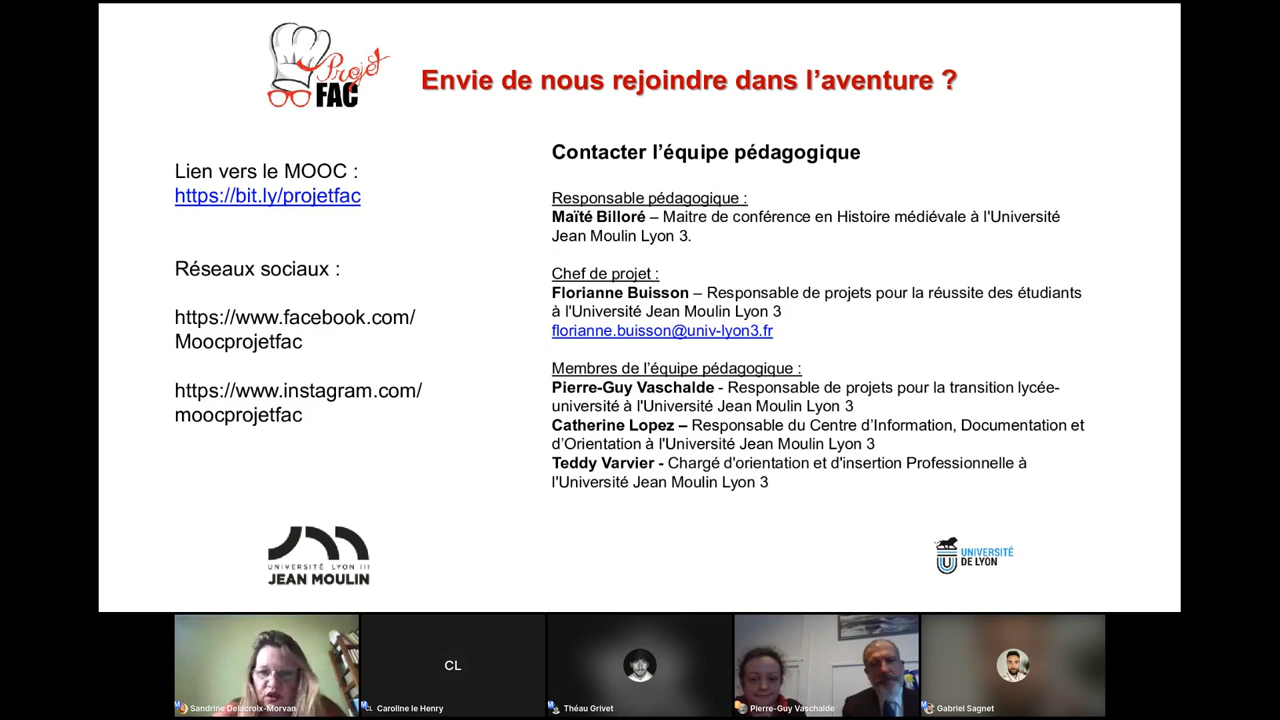 Projet
FAC
Envie de nous rejoindre dans l’aventure ?
Lien vers le MOOC :
https://bit.ly/projetfac
Réseaux sociaux :
https://www.facebook.com/
Moocprojetfac
https://www.instagram.com/
moocprojetfac
Contacter l’équipe pédagogique
Responsable pédagogique :
Maïté Billoré – Maitre de conférence en Histoire médiévale à l'Université
Jean Moulin Lyon 3.
Chef de projet :
Florianne Buisson – Responsable de projets pour la réussite des étudiants
à l'Université Jean Moulin Lyon 3
florianne.buisson@univ-lyon3.fr
Membres de l’équipe pédagogique :
Pierre-Guy Vaschalde - Responsable de projets pour la transition lycée-
université à l'Université Jean Moulin Lyon 3
Catherine Lopez – Responsable du Centre d’Information, Documentation et
d’Orientation à l'Université Jean Moulin Lyon 3
Teddy Varvier - Chargé d'orientation et d'insertion Professionnelle à
l'Université Jean Moulin Lyon 3
UNIVERSITÉ LYON III
JEAN MOULIN
UNIVERSITÉ
DE LYON
CL
Sandrine Delacroix-Morvan
CL Caroline le Henry
Théau Grivet
Pierre-Guy Vaschalde
Gabriel Sagnet